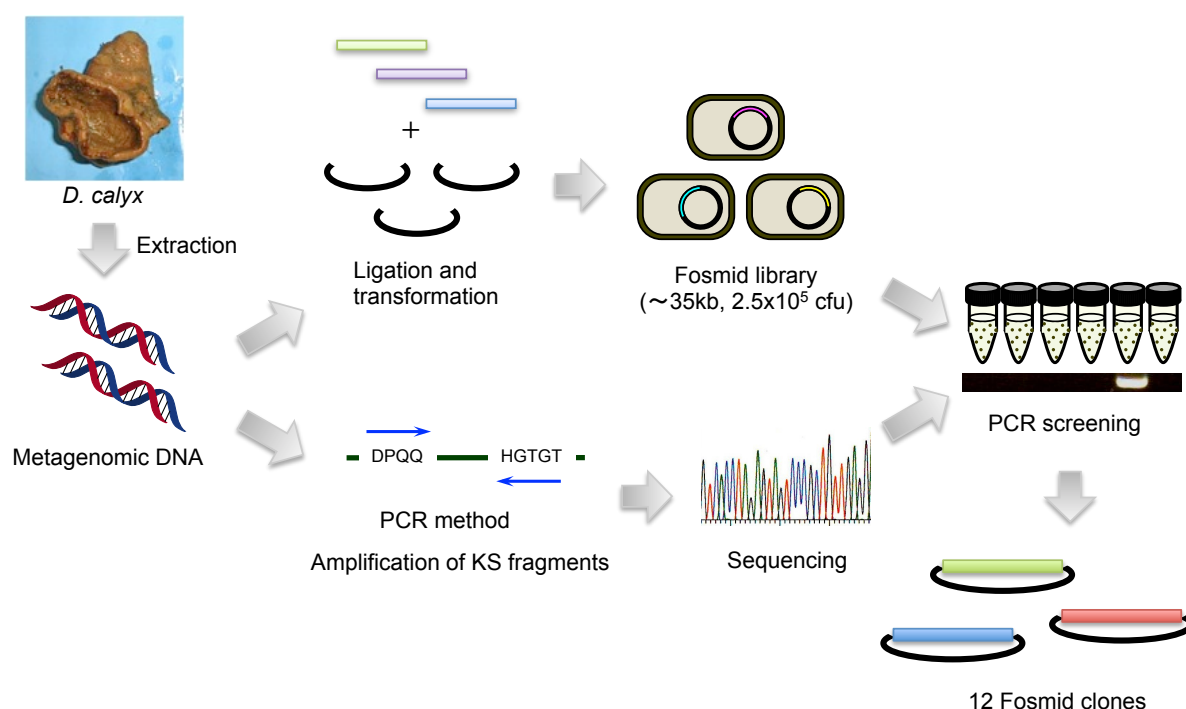 D. calyx
Extraction
Metagenomic DNA
+
Ligation and
transformation
Fosmid library
(～35kb, 2.5x10⁵ cfu)
DPQQ
HGTGT
PCR method
Amplification of KS fragments
Sequencing
PCR screening
12 Fosmid clones